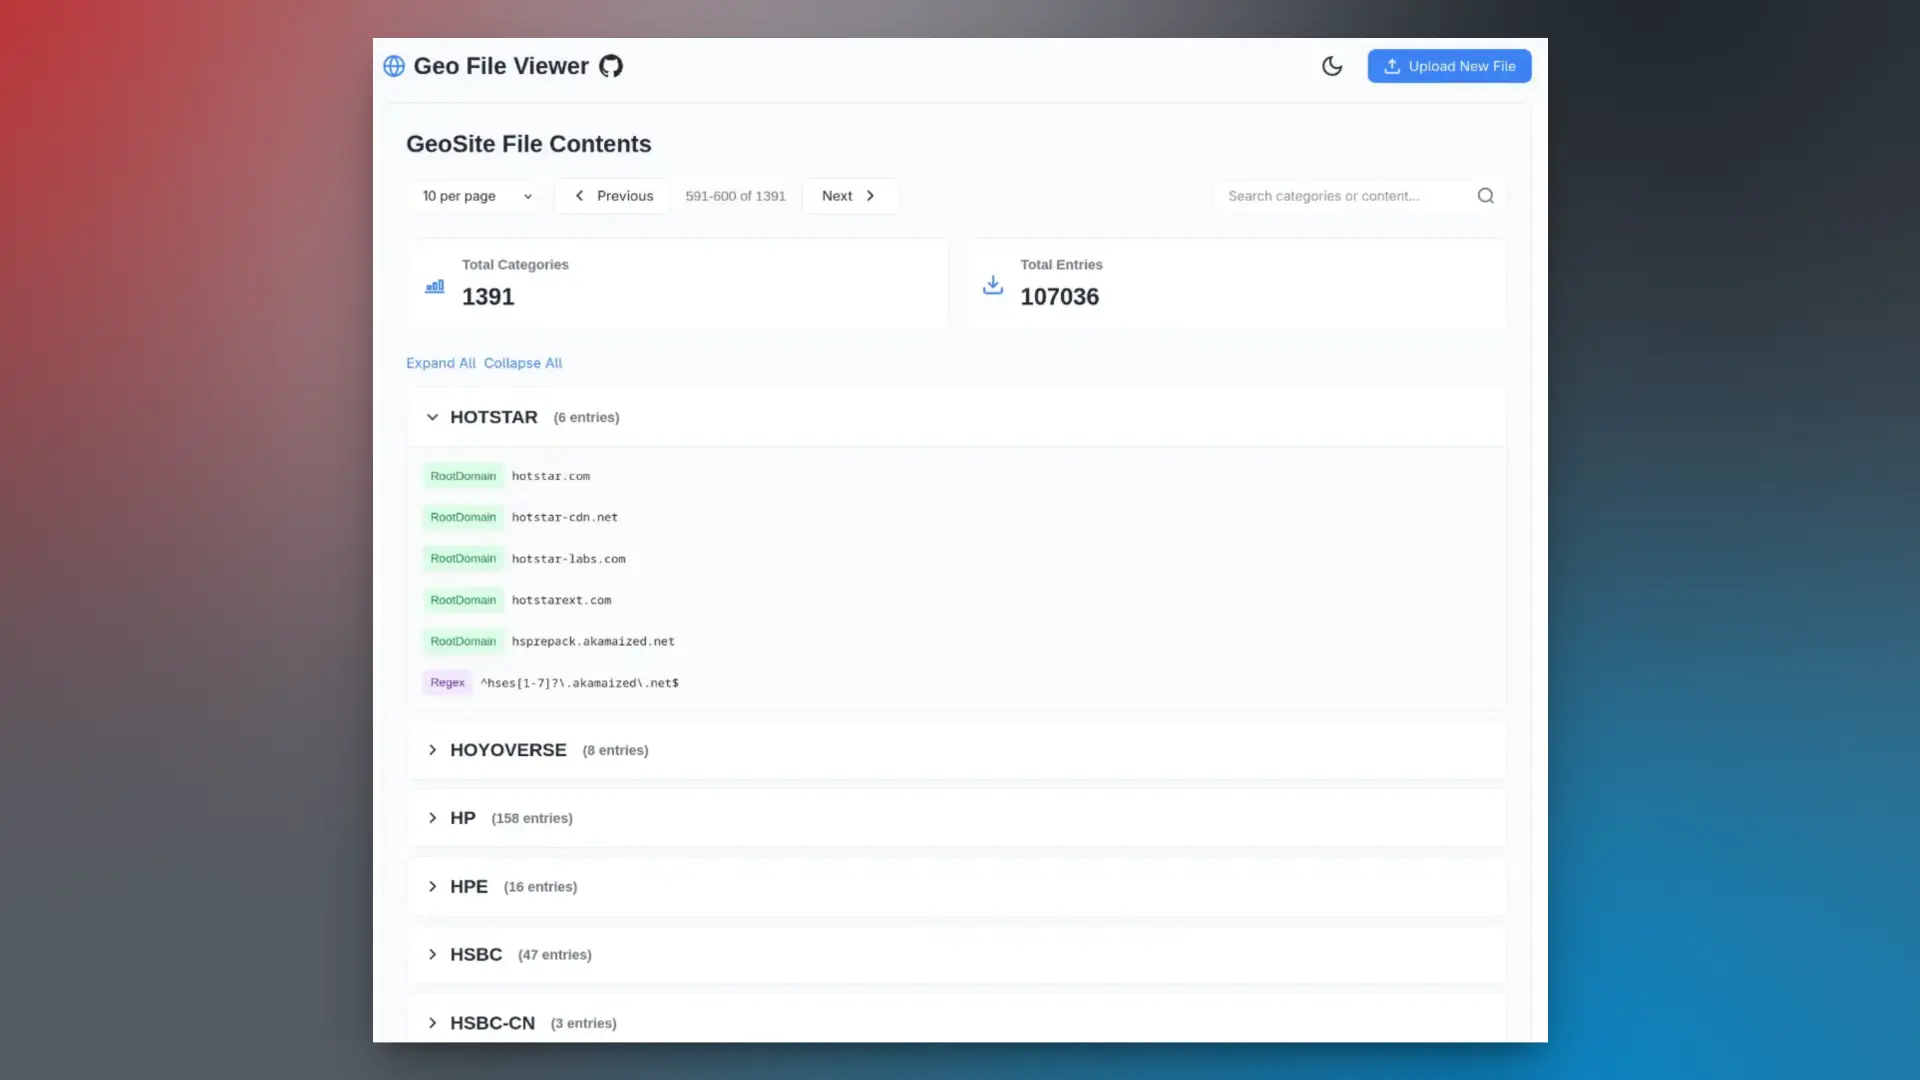 Geo File Viewer
Upload New File
GeoSite File Contents
10 per page
Previous
591-600 of 1391
Next
Search categories or content...
Total Categories
1391
Total Entries
107036
Expand All Collapse All
HOTSTAR (6 entries)
RootDomain hotstar.com
RootDomain hotstar-cdn.net
RootDomain hotstar-labs.com
RootDomain hotstarext.com
RootDomain hsprepack.akamaized.net
Regex ^hses[1-7]?\.akamaized\.net$
HOYOVERSE (8 entries)
HP (158 entries)
HPE (16 entries)
HSBC (47 entries)
HSBC-CN (3 entries)